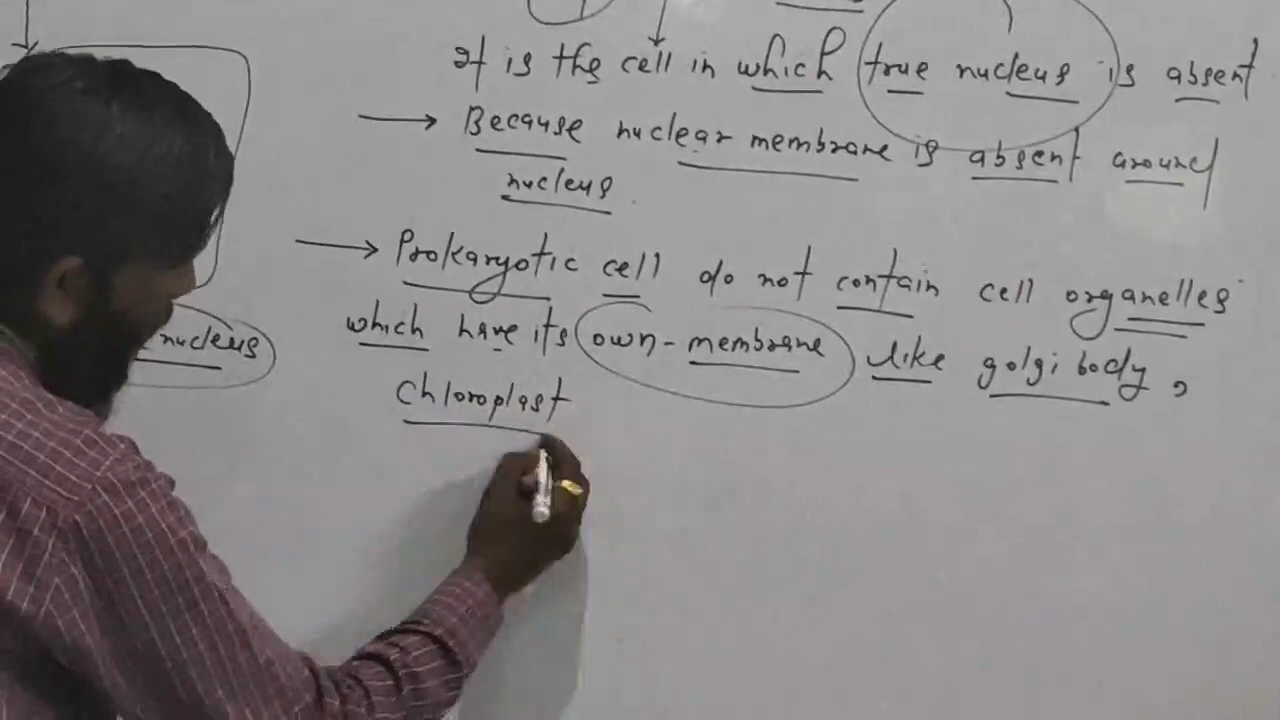 It is the cell in which true nucleus is absent
→ Because nuclear membrane is absent around
nucleus.
→ Prokaryotic cell do not contain cell organelles
which have its own-membrane like golgi body,
chloroplast
nucleus